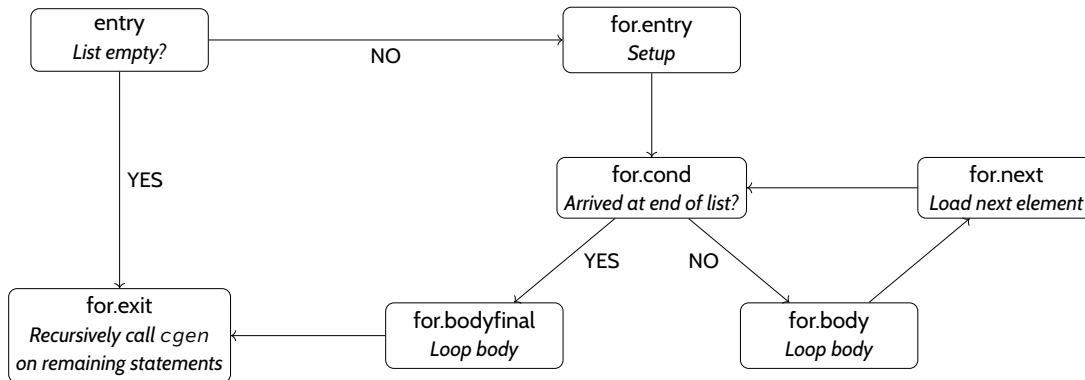 entry
List empty?
NO
for.entry
Setup
YES
for.cond
Arrived at end of list?
for.next
Load next element
YES
NO
for.exit
Recursively call cgen
on remaining statements
for.bodyfinal
Loop body
for.body
Loop body